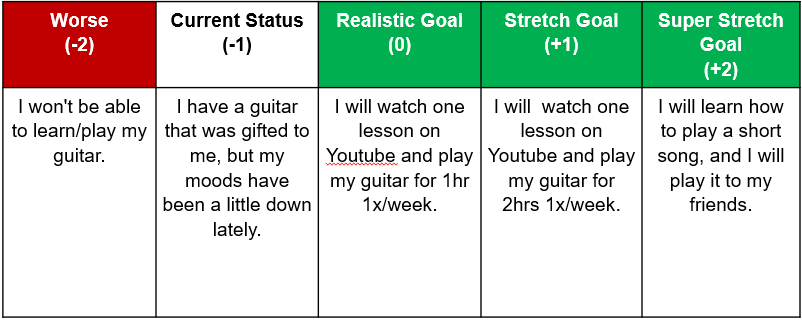 Worse
(-2)
Current Status
(-1)
Realistic Goal
(0)
Stretch Goal
(+1)
Super Stretch
Goal
(+2)
I won't be able
to learn/play my
guitar.
I have a guitar
that was gifted to
me, but my
moods have
been a little down
lately.
I will watch one
lesson on
Youtube and play
my guitar for 1hr
1x/week.
I will  watch one
lesson on
Youtube and play
my guitar for
2hrs 1x/week.
I will learn how
to play a short
song, and I will
play it to my
friends.